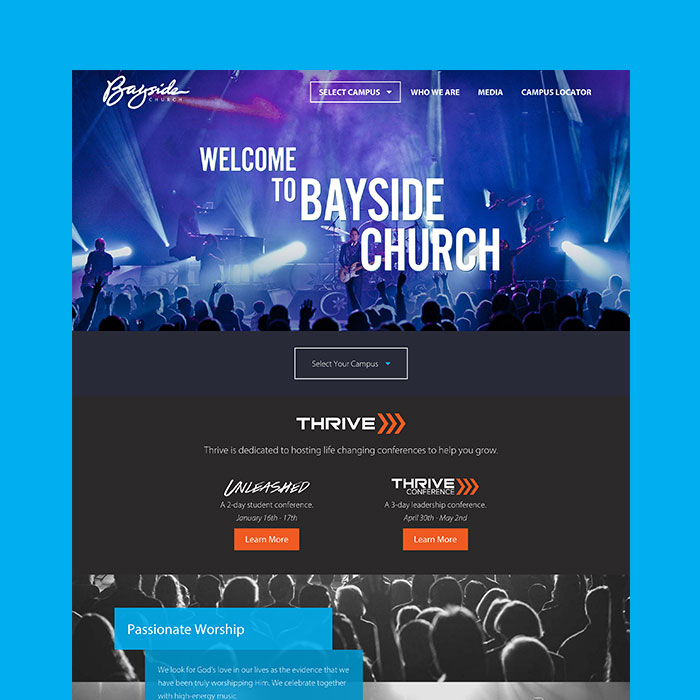 Bayside
CHURCH
SELECT CAMPUS
WHO WE ARE
MEDIA
CAMPUS LOCATOR
WELCOME
TO BAYSIDE
CHURCH
Select Your Campus
THRIVE
Thrive is dedicated to hosting life changing conferences to help you grow.
UNLEASHED
A 2-day student conference.
January 16th - 17th
Learn More
THRIVE
CONFERENCE
A 3-day leadership conference.
April 30th - May 2nd
Learn More
Passionate Worship
We look for God's love in our lives as the evidence that we
have been truly worshipping Him. We celebrate together
with high-energy music.